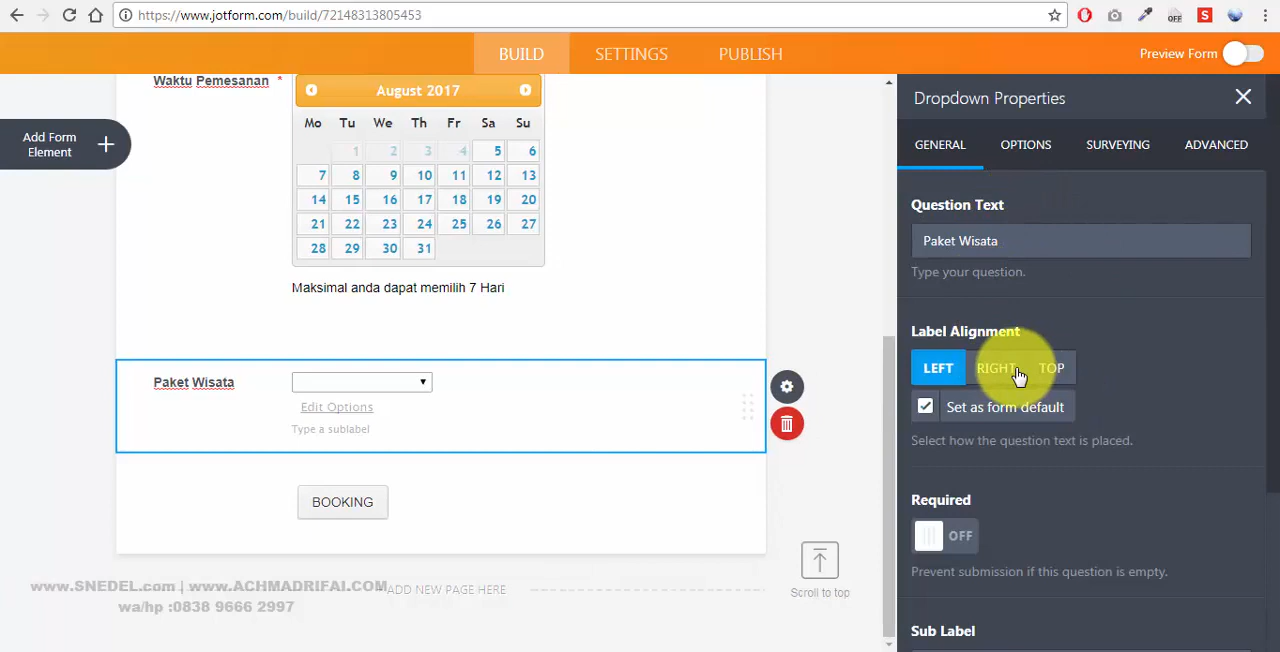 https://www.jotform.com/build/72148313805453
OFF
S
BUILD SETTINGS PUBLISH
Preview Form
Add Form
Element
Waktu Pemesanan *
August 2017
Mo Tu We Th Fr Sa Su
1 2 3 4 5 6
7 8 9 10 11 12 13
14 15 16 17 18 19 20
21 22 23 24 25 26 27
28 29 30 31
Maksimal anda dapat memilih 7 Hari
Paket Wisata
Edit Options
Type a sublabel
BOOKING
www.SNEDEL.com | www.ACHMADRIFAI.COM
wa/hp :0838 9666 2997
ADD NEW PAGE HERE
Scroll to top
Dropdown Properties
GENERAL OPTIONS SURVEYING ADVANCED
Question Text
Paket Wisata
Type your question.
Label Alignment
LEFT RIGHT TOP
Set as form default
Select how the question text is placed.
Required
OFF
Prevent submission if this question is empty.
Sub Label